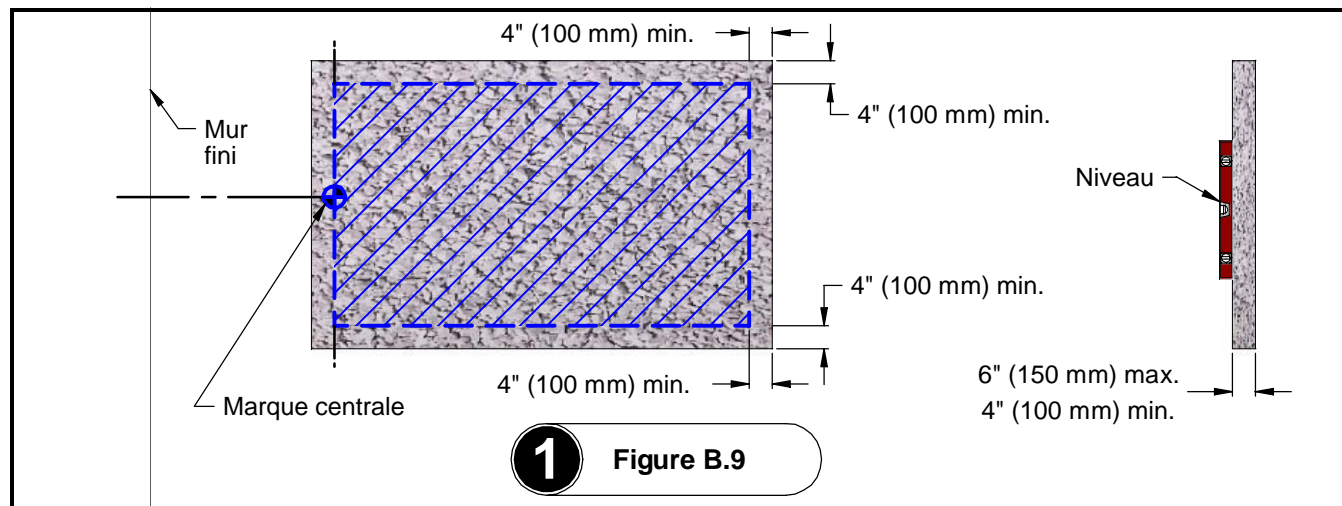 4" (100 mm) min.
4" (100 mm) min.
Mur
fini
Niveau
4" (100 mm) min.
4" (100 mm) min.
6" (150 mm) max.
4" (100 mm) min.
Marque centrale
1 Figure B.9